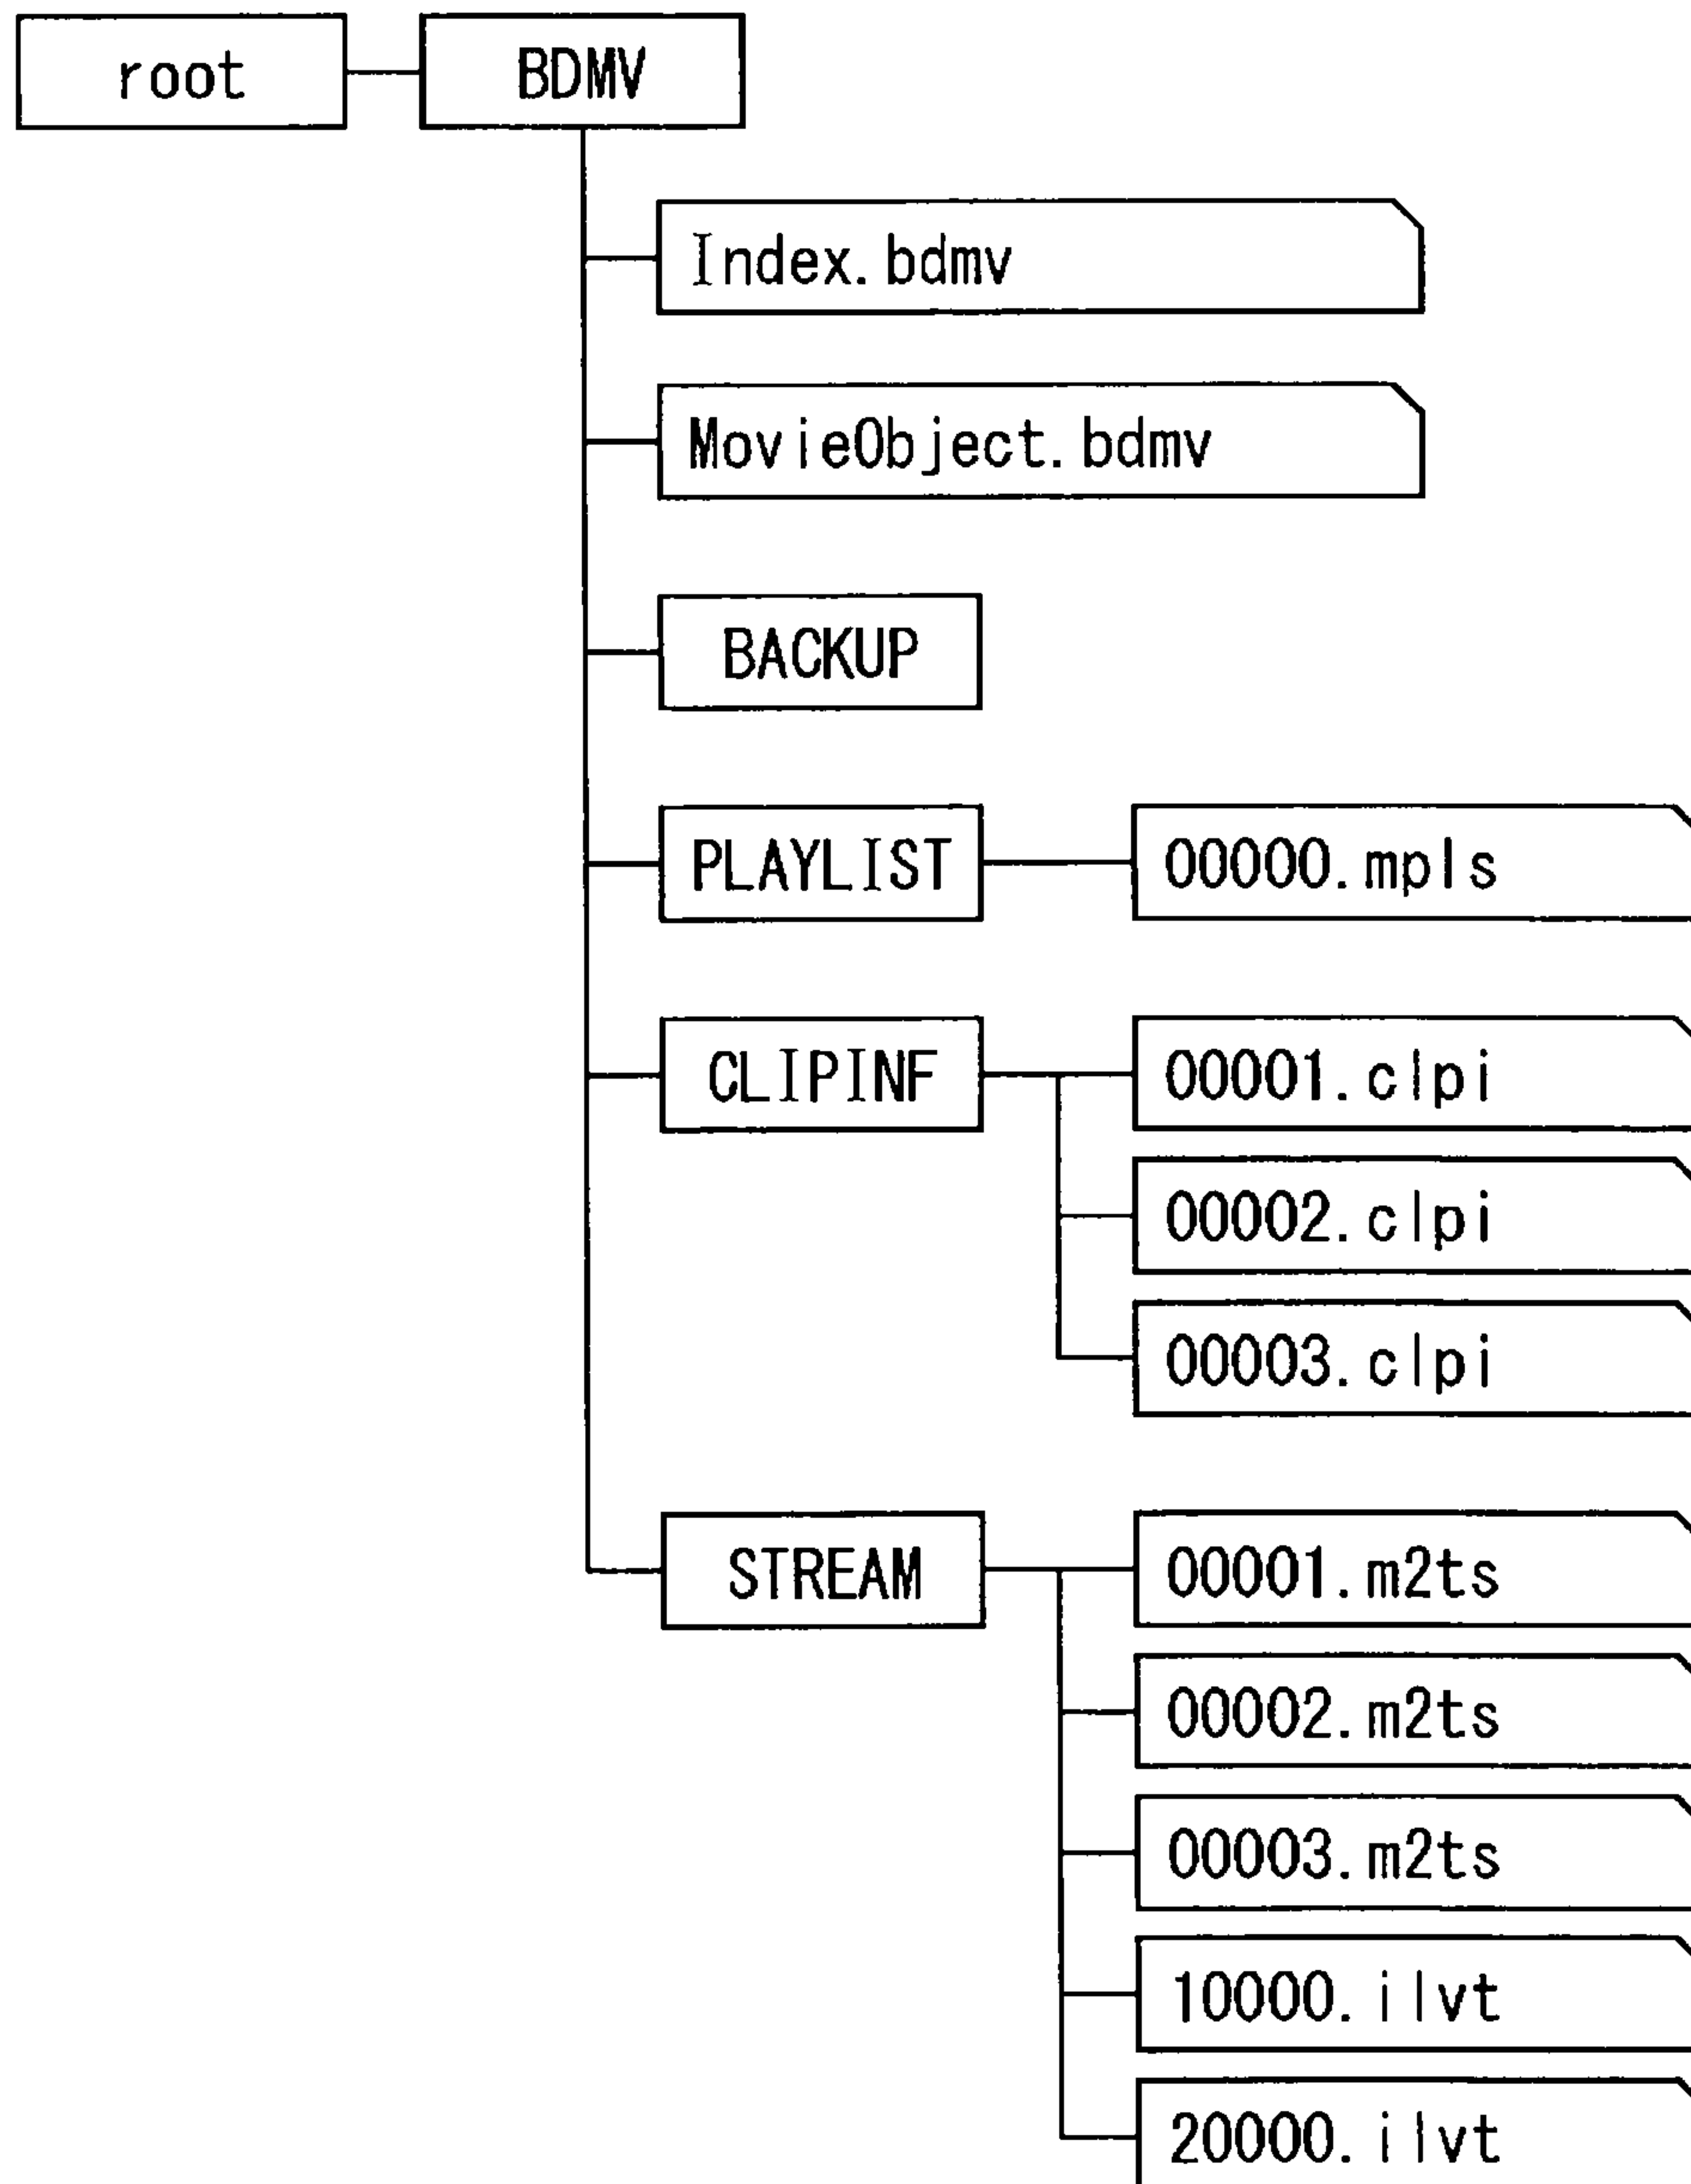 root
BDMV
Index.bdmv
MovieObject.bdmv
BACKUP
PLAYLIST
00000.mpls
CLIPINF
00001.clpi
00002.clpi
00003.clpi
STREAM
00001.m2ts
00002.m2ts
00003.m2ts
10000.ilvt
20000.ilvt